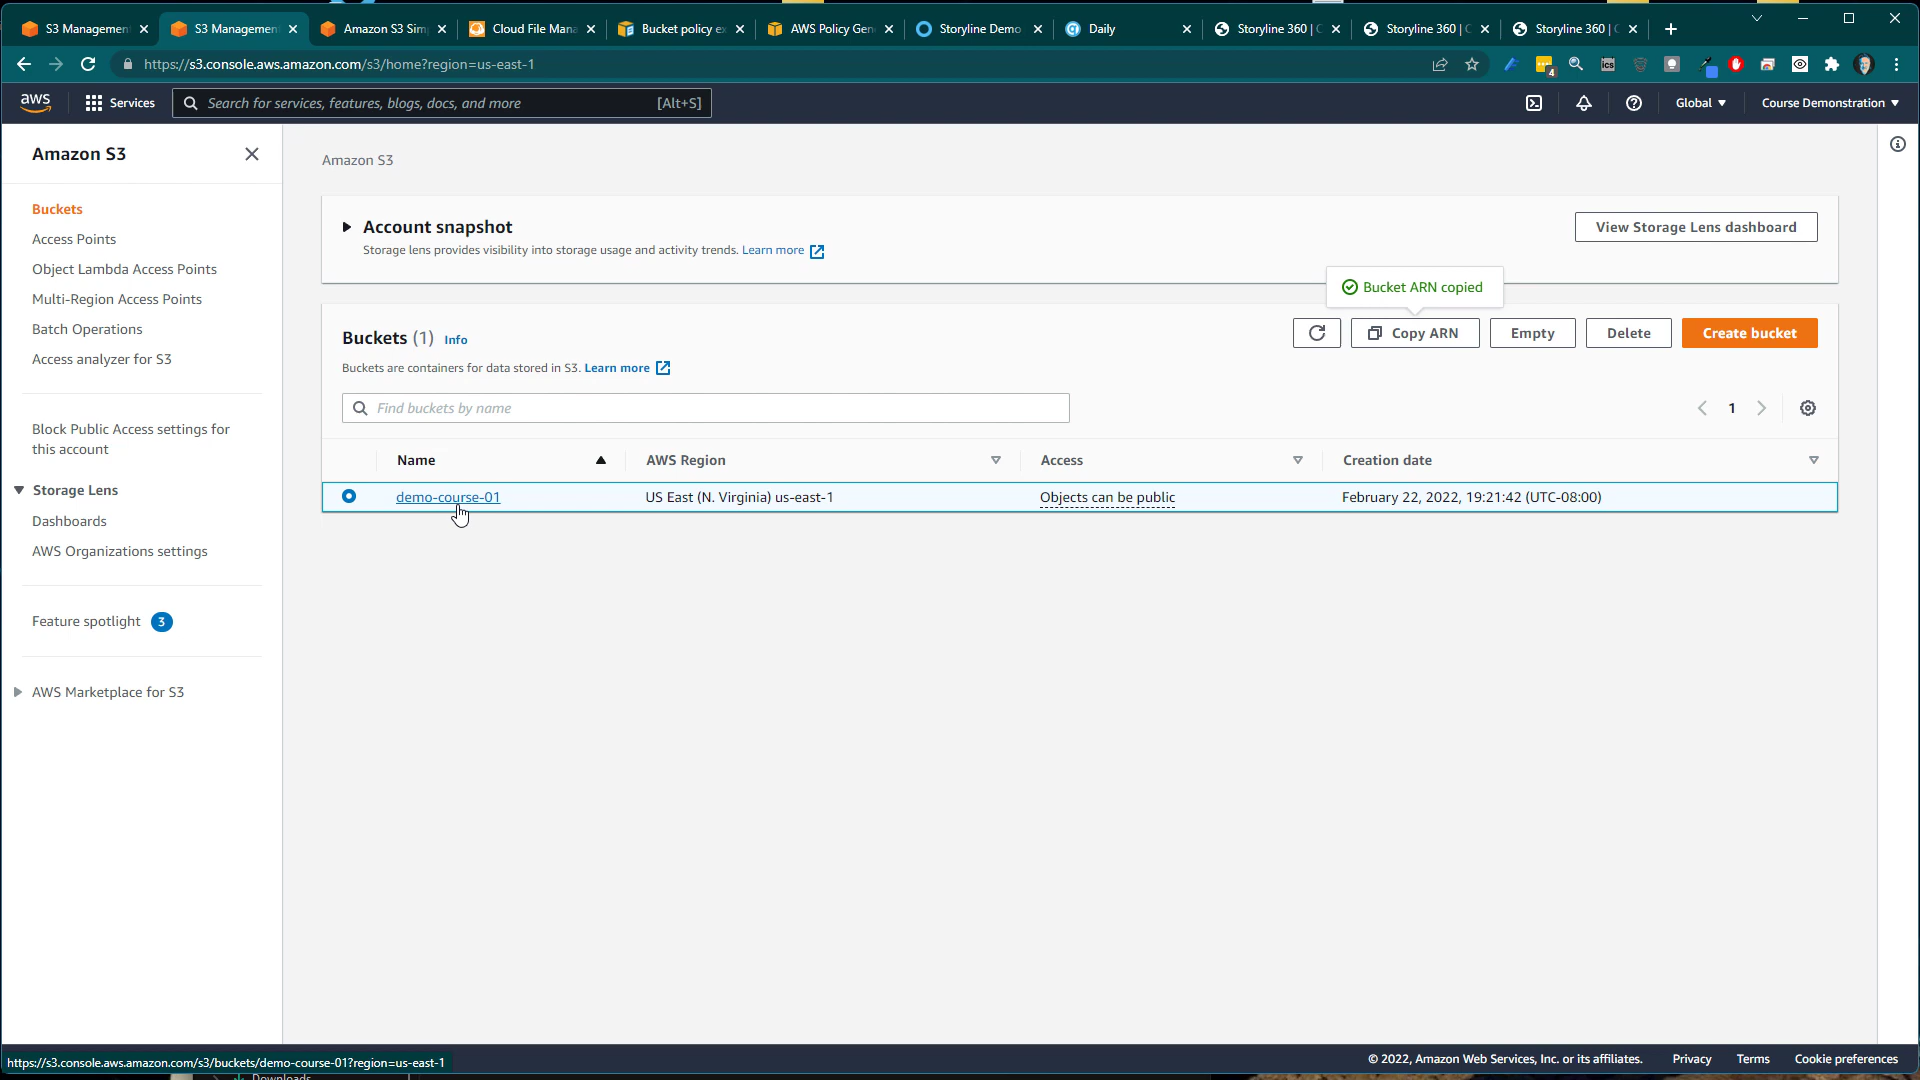 S3 Management
S3 Management
Amazon S3 Sim
Cloud File Mana
Bucket policy ex
AWS Policy Gen
Storyline Demo
Daily
Storyline 360 | C
Storyline 360 | C
Storyline 360 | C
https://s3.console.aws.amazon.com/s3/home?region=us-east-1
4
ics
aws
Services
Search for services, features, blogs, docs, and more
[Alt+S]
Global
Course Demonstration
Amazon S3
Buckets
Access Points
Object Lambda Access Points
Multi-Region Access Points
Batch Operations
Access analyzer for S3
Block Public Access settings for
this account
Storage Lens
Dashboards
AWS Organizations settings
Feature spotlight 3
AWS Marketplace for S3
Amazon S3
Account snapshot
Storage lens provides visibility into storage usage and activity trends. Learn more
View Storage Lens dashboard
Bucket ARN copied
Buckets (1) Info
Copy ARN
Empty
Delete
Create bucket
Buckets are containers for data stored in S3. Learn more
Find buckets by name
1
Name
AWS Region
Access
Creation date
demo-course-01
US East (N. Virginia) us-east-1
Objects can be public
February 22, 2022, 19:21:42 (UTC-08:00)
https://s3.console.aws.amazon.com/s3/buckets/demo-course-01?region=us-east-1
© 2022, Amazon Web Services, Inc. or its affiliates.
Privacy
Terms
Cookie preferences
Downloads